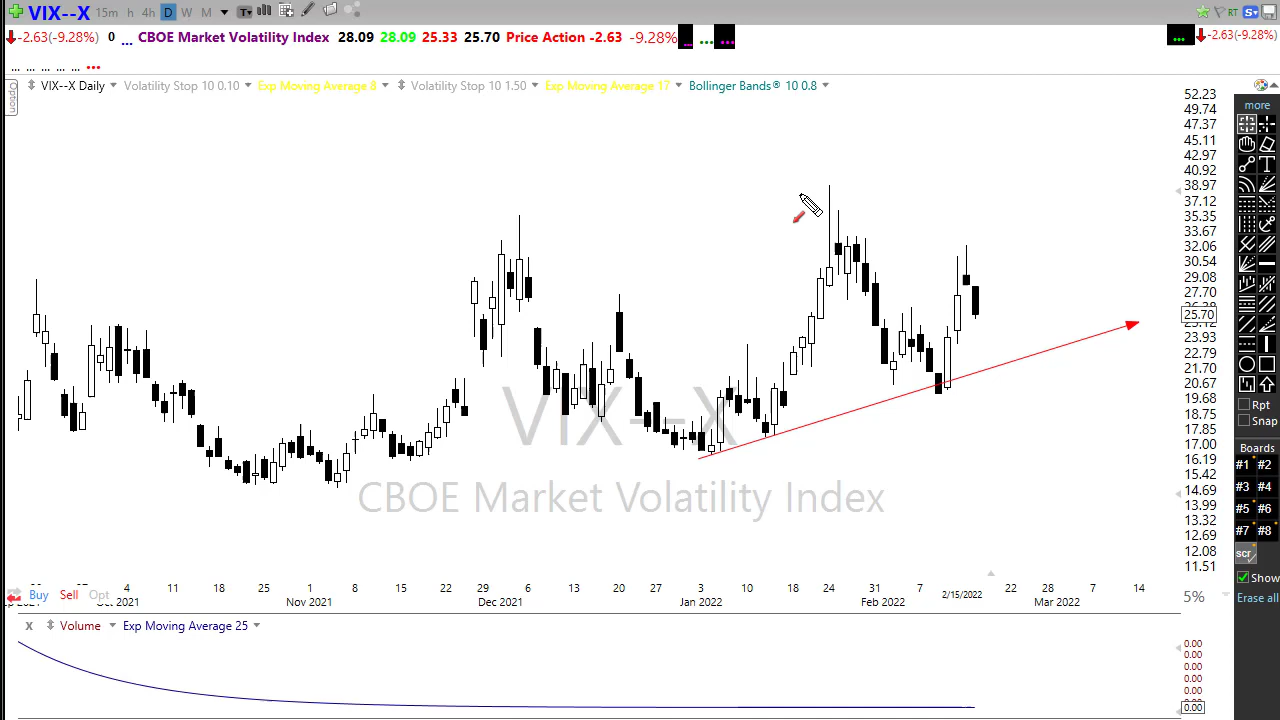 VIX--X 15m h 4h D W M T
-2.63(-9.28%) 0 ... CBOE Market Volatility Index 28.09 28.09 25.33 25.70 Price Action -2.63 -9.28% ... ... ... ... -2.63(-9.28%)
... ... ... ... ... ...
Option
VIX--X Daily Volatility Stop 10 0.10 Exp Moving Average 8 Volatility Stop 10 1.50 Exp Moving Average 17 Bollinger Bands® 10 0.8
RT S
52.23
49.74
47.37
45.11
42.97
40.92
38.97
37.12
35.35
33.67
32.06
30.54
29.08
27.70
25.70
23.93
22.79
21.70
20.67
19.68
18.75
17.85
17.00
16.19
15.42
14.69
13.99
13.32
12.69
12.08
11.51
VIX--X
CBOE Market Volatility Index
4 11 18 25 1 8 15 22 29 6 13 20 27 3 10 18 24 31 7 22 28 7 14
Oct 2021 Nov 2021 Dec 2021 Jan 2022 Feb 2022 2/15/2022 Mar 2022
Buy Sell Opt
5%
X Volume Exp Moving Average 25
0.00
0.00
0.00
0.00
0.00
0.00
more
T
Rpt
Snap
Boards
#1 #2
#3 #4
#5 #6
#7 #8
scr
Show
Erase all